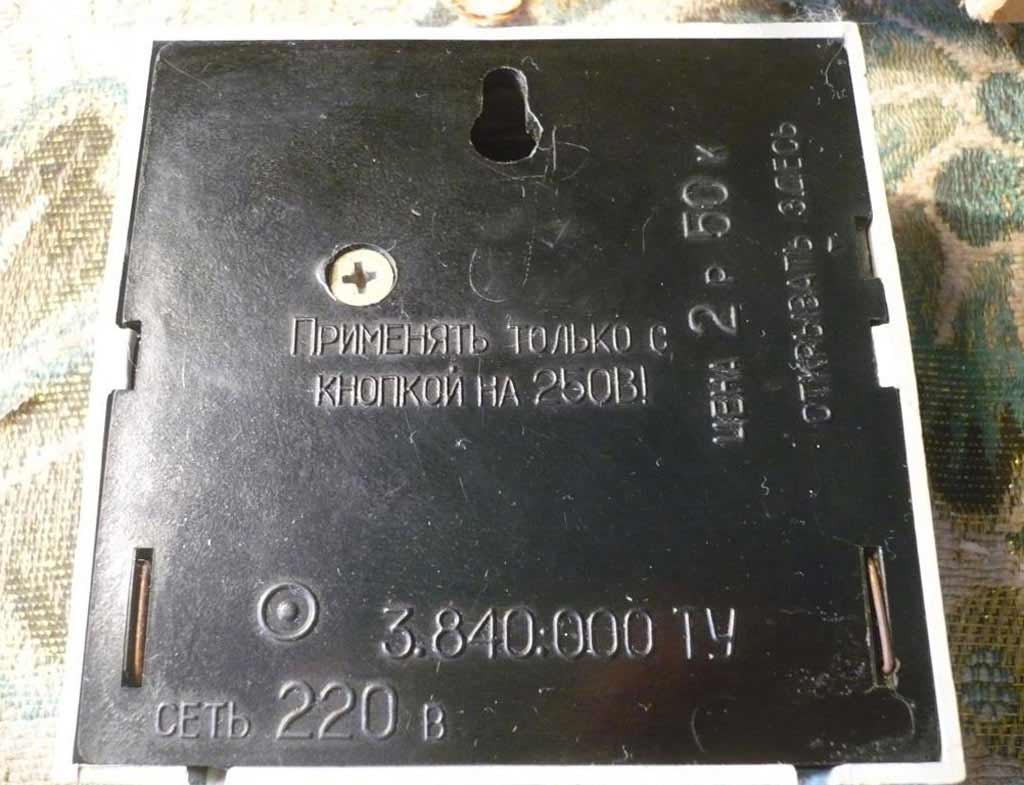 Применять только с
кнопкой на 250В!
ЦЕНА 2 р 50 к
ОТКРЫВАТЬ ЗДЕСЬ
3.840.000 ТУ
СЕТЬ 220 В